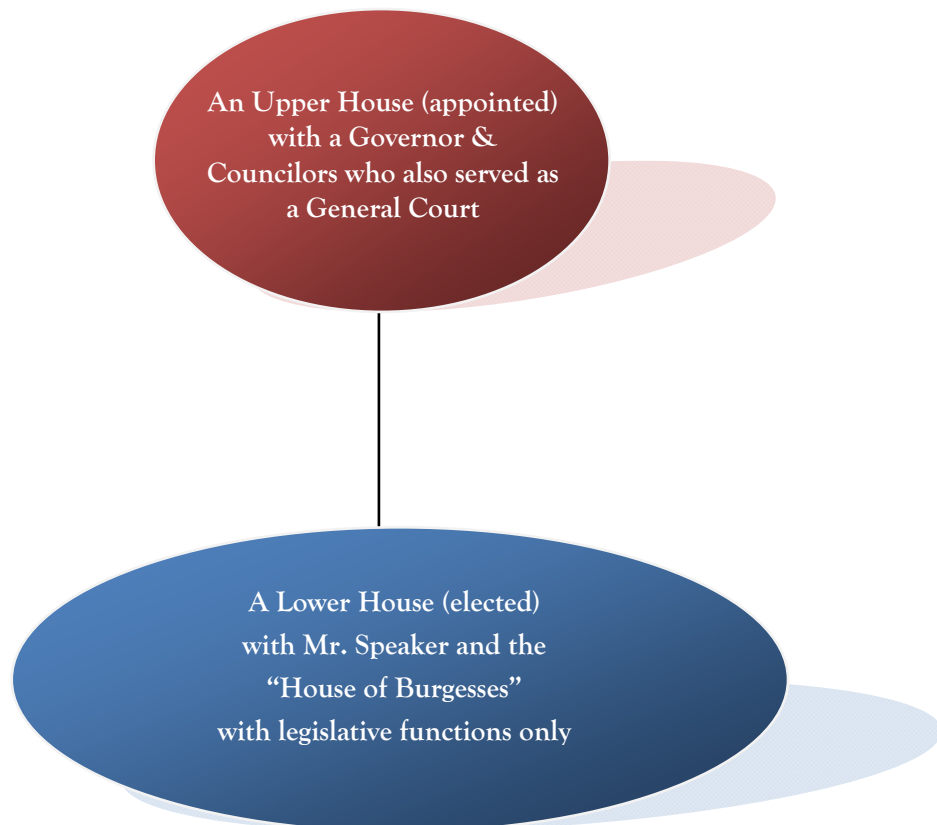 An Upper House (appointed)
with a Governor &
Councilors who also served as
a General Court
A Lower House (elected)
with Mr. Speaker and the
“House of Burgesses”
with legislative functions only